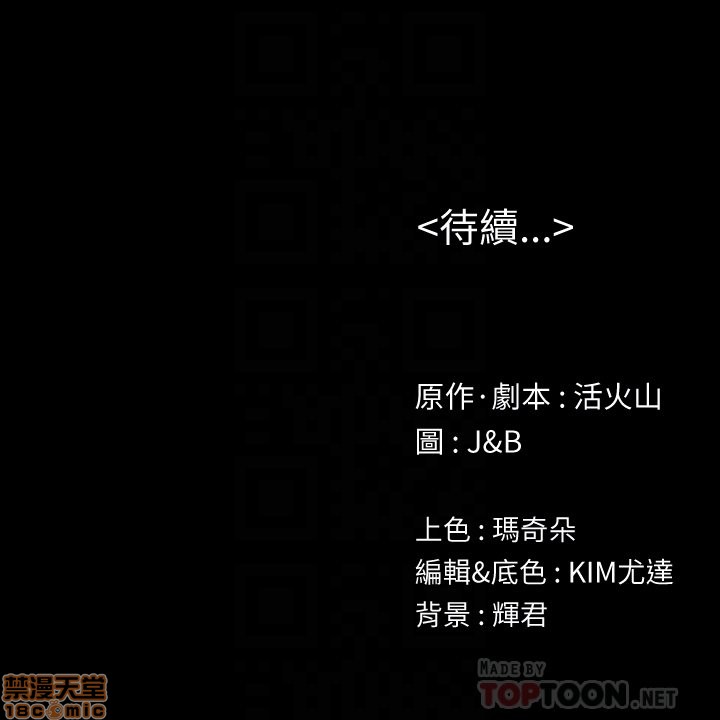 <待續...>
原作·劇本 : 活火山
圖 : J&B
上色 : 瑪奇朵
編輯&底色 : KIM尤達
背景 : 輝君
禁漫天堂
18comic
MADE BY
TOPTOON.NET